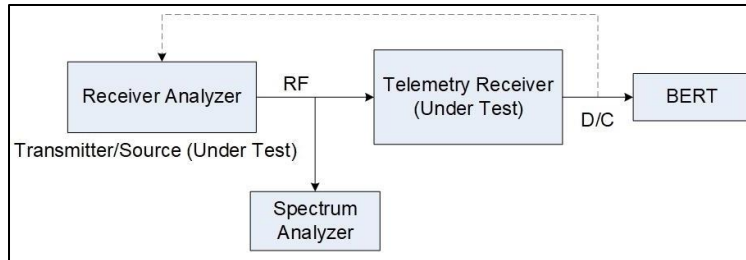 Receiver Analyzer
RF
Telemetry Receiver
(Under Test)
D/C
BERT
Transmitter/Source (Under Test)
Spectrum
Analyzer